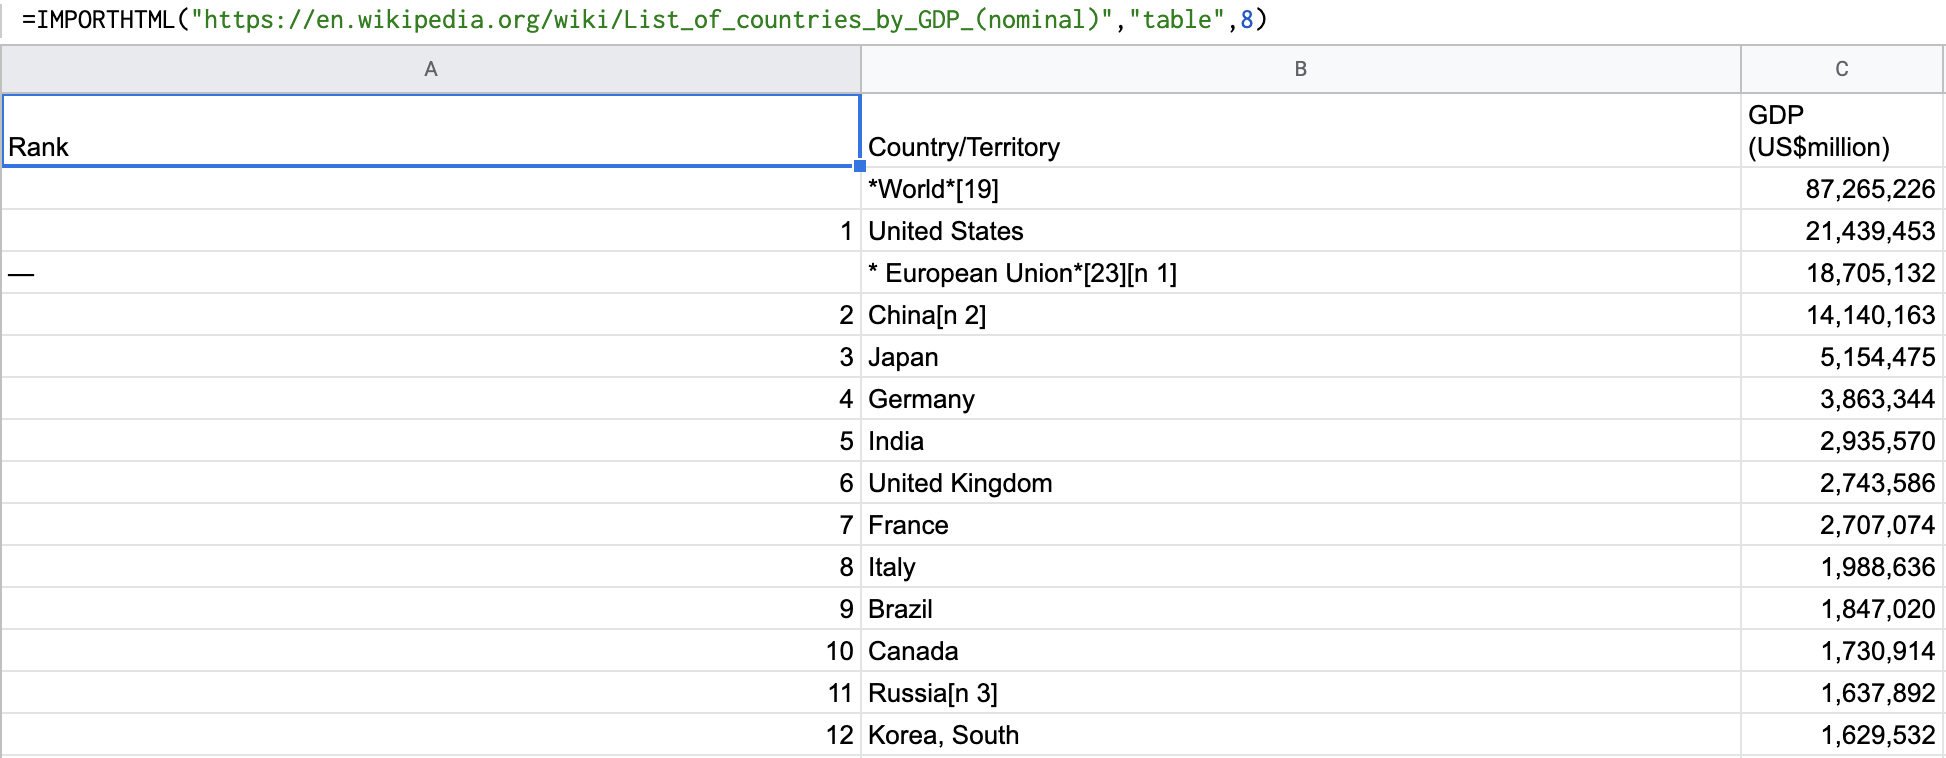 =IMPORTHTML("https://en.wikipedia.org/wiki/List_of_countries_by_GDP_(nominal)","table",8)
A B C
Rank Country/Territory GDP
(US$million)
*World*[19] 87,265,226
1 United States 21,439,453
— * European Union*[23][n 1] 18,705,132
2 China[n 2] 14,140,163
3 Japan 5,154,475
4 Germany 3,863,344
5 India 2,935,570
6 United Kingdom 2,743,586
7 France 2,707,074
8 Italy 1,988,636
9 Brazil 1,847,020
10 Canada 1,730,914
11 Russia[n 3] 1,637,892
12 Korea, South 1,629,532